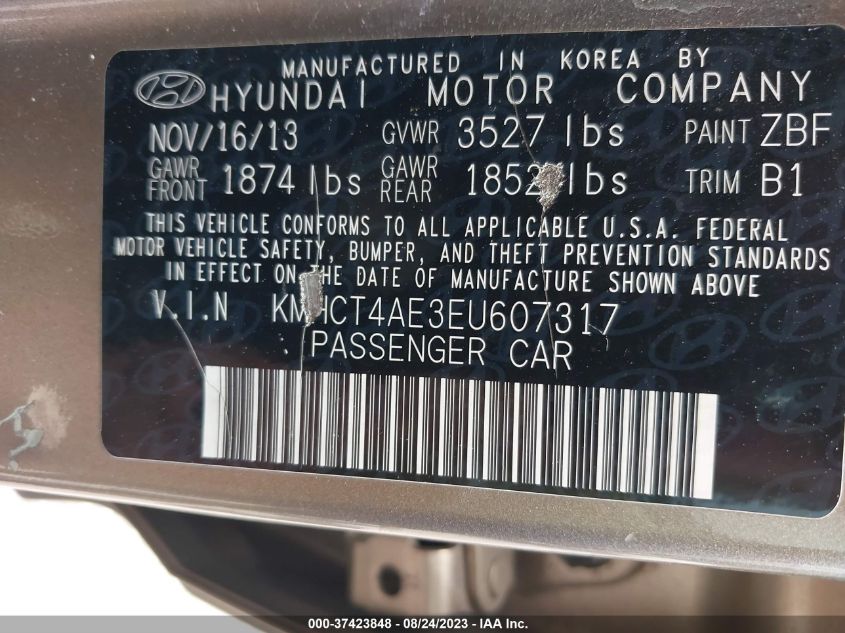 MANUFACTURED IN KOREA BY
HYUNDAI MOTOR COMPANY
NOV/16/13 GVWR 3527 lbs PAINT ZBF
GAWR FRONT 1874 lbs GAWR REAR lbs TRIM B1
THIS VEHICLE CONFORMS TO ALL APPLICABLE U.S.A. FEDERAL
MOTOR VEHICLE SAFETY, BUMPER, AND THEFT PREVENTION STANDARDS
IN EFFECT ON THE DATE OF MANUFACTURE SHOWN ABOVE
V.I.N KMHCT4AE3EU607317
PASSENGER CAR
000-37423848 - 08/24/2023 - IAA Inc.